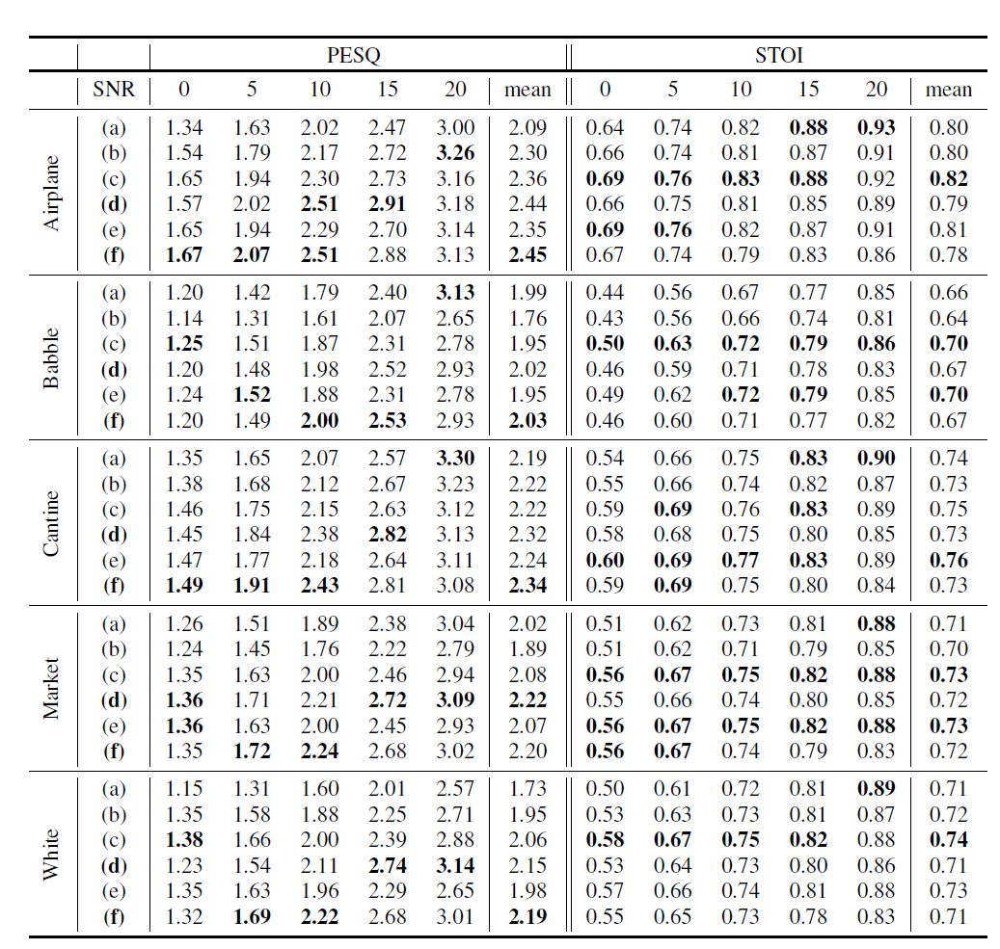 PESQ STOI
SNR 0 5 10 15 20 mean 0 5 10 15 20 mean
Airplane
(a) 1.34 1.63 2.02 2.47 3.00 2.09 0.64 0.74 0.82 0.88 0.93 0.80
(b) 1.54 1.79 2.17 2.72 3.26 2.30 0.66 0.74 0.81 0.87 0.91 0.80
(c) 1.65 1.94 2.30 2.73 3.16 2.36 0.69 0.76 0.83 0.88 0.92 0.82
(d) 1.57 2.02 2.51 2.91 3.18 2.44 0.66 0.75 0.81 0.85 0.89 0.79
(e) 1.65 1.94 2.29 2.70 3.14 2.35 0.69 0.76 0.82 0.87 0.91 0.81
(f) 1.67 2.07 2.51 2.88 3.13 2.45 0.67 0.74 0.79 0.83 0.86 0.78
Babble
(a) 1.20 1.42 1.79 2.40 3.13 1.99 0.44 0.56 0.67 0.77 0.85 0.66
(b) 1.14 1.31 1.61 2.07 2.65 1.76 0.43 0.56 0.66 0.74 0.81 0.64
(c) 1.25 1.51 1.87 2.31 2.78 1.95 0.50 0.63 0.72 0.79 0.86 0.70
(d) 1.20 1.48 1.98 2.52 2.93 2.02 0.46 0.59 0.71 0.78 0.83 0.67
(e) 1.24 1.52 1.88 2.31 2.78 1.95 0.49 0.62 0.72 0.79 0.85 0.70
(f) 1.20 1.49 2.00 2.53 2.93 2.03 0.46 0.60 0.71 0.77 0.82 0.67
Cantine
(a) 1.35 1.65 2.07 2.57 3.30 2.19 0.54 0.66 0.75 0.83 0.90 0.74
(b) 1.38 1.68 2.12 2.67 3.23 2.22 0.55 0.66 0.74 0.82 0.87 0.73
(c) 1.46 1.75 2.15 2.63 3.12 2.22 0.59 0.69 0.76 0.83 0.89 0.75
(d) 1.45 1.84 2.38 2.82 3.13 2.32 0.58 0.68 0.75 0.80 0.85 0.73
(e) 1.47 1.77 2.18 2.64 3.11 2.24 0.60 0.69 0.77 0.83 0.89 0.76
(f) 1.49 1.91 2.43 2.81 3.08 2.34 0.59 0.69 0.75 0.80 0.84 0.73
Market
(a) 1.26 1.51 1.89 2.38 3.04 2.02 0.51 0.62 0.73 0.81 0.88 0.71
(b) 1.24 1.45 1.76 2.22 2.79 1.89 0.51 0.62 0.71 0.79 0.85 0.70
(c) 1.35 1.63 2.00 2.46 2.94 2.08 0.56 0.67 0.75 0.82 0.88 0.73
(d) 1.36 1.71 2.21 2.72 3.09 2.22 0.55 0.66 0.74 0.80 0.85 0.72
(e) 1.36 1.63 2.00 2.45 2.93 2.07 0.56 0.67 0.75 0.82 0.88 0.73
(f) 1.35 1.72 2.24 2.68 3.02 2.20 0.56 0.67 0.74 0.79 0.83 0.72
White
(a) 1.15 1.31 1.60 2.01 2.57 1.73 0.50 0.61 0.72 0.81 0.89 0.71
(b) 1.35 1.58 1.88 2.25 2.71 1.95 0.53 0.63 0.73 0.81 0.87 0.72
(c) 1.38 1.66 2.00 2.39 2.88 2.06 0.58 0.67 0.75 0.82 0.88 0.74
(d) 1.23 1.54 2.11 2.74 3.14 2.15 0.53 0.64 0.73 0.80 0.86 0.71
(e) 1.35 1.63 1.96 2.29 2.65 1.98 0.57 0.66 0.74 0.81 0.88 0.73
(f) 1.32 1.69 2.22 2.68 3.01 2.19 0.55 0.65 0.73 0.78 0.83 0.71